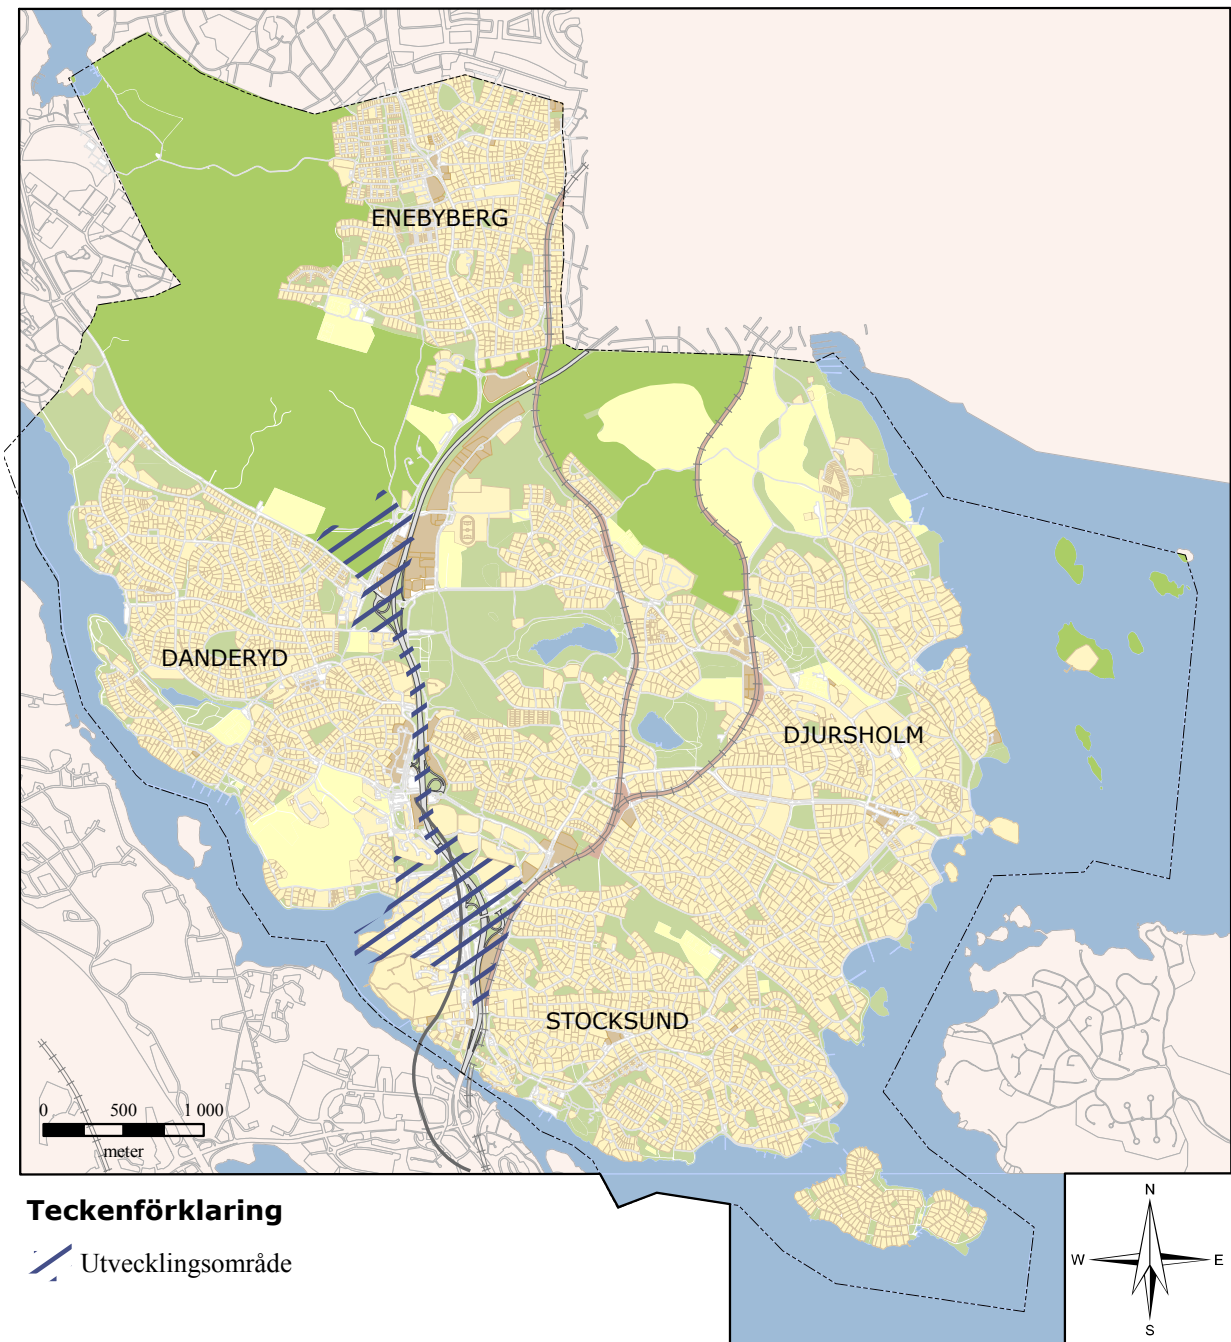 ENEBYBERG
DANDERYD
DJURSHOLM
STOCKSUND
0 500 1 000
meter
Teckenförklaring
Utvecklingsområde
N
W E
S